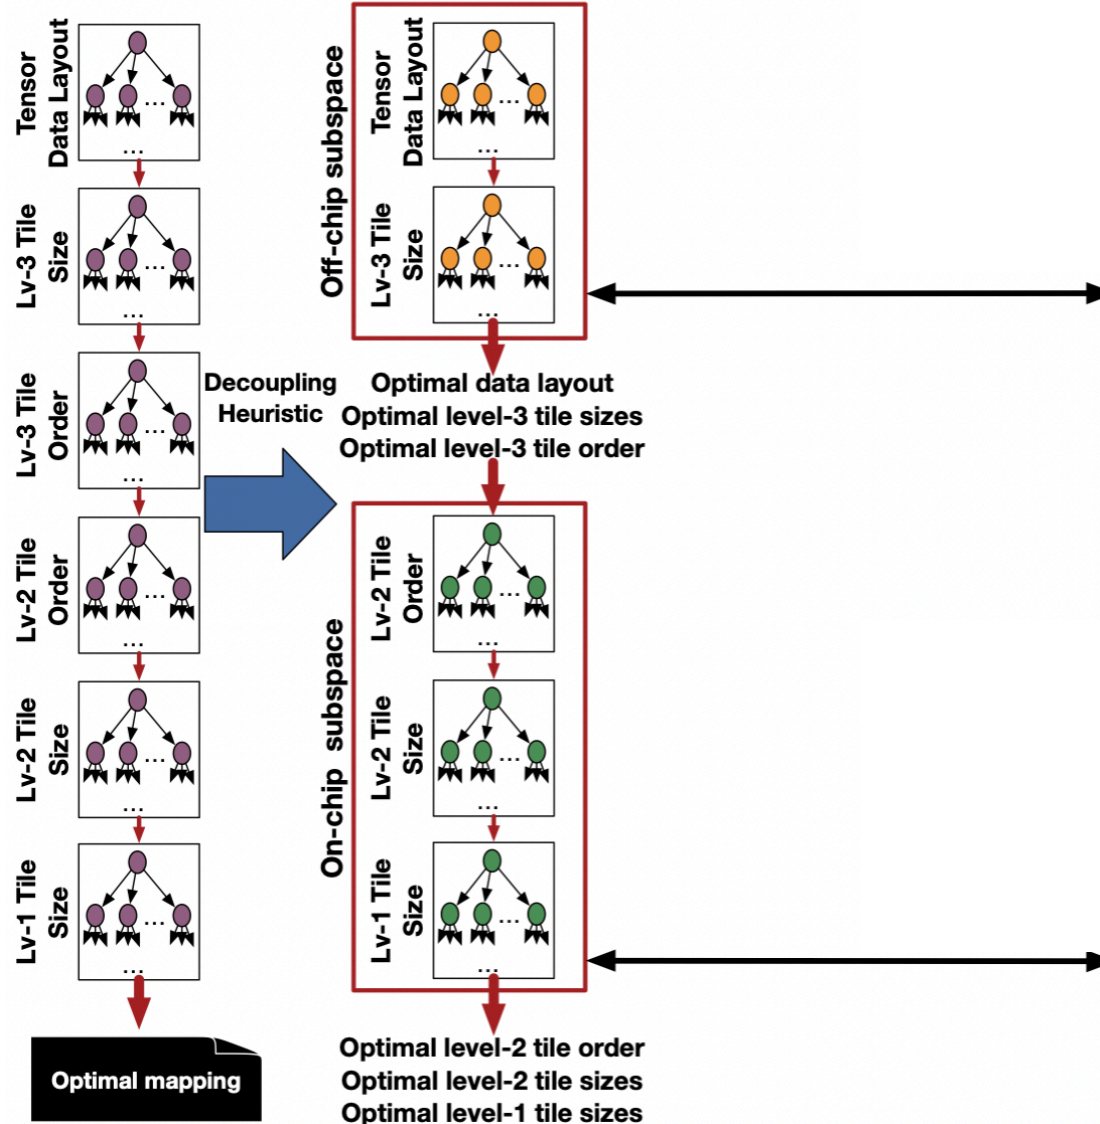 Tensor
Data Layout
...
...
Lv-3 Tile
Size
...
...
Lv-3 Tile
Order
...
...
Lv-2 Tile
Order
...
...
Lv-2 Tile
Size
...
...
Lv-1 Tile
Size
...
...
Optimal mapping
Decoupling
Heuristic
Off-chip subspace
Tensor
Data Layout
...
...
Lv-3 Tile
Size
...
...
Optimal data layout
Optimal level-3 tile sizes
Optimal level-3 tile order
On-chip subspace
Lv-2 Tile
Order
...
...
Lv-2 Tile
Size
...
...
Lv-1 Tile
Size
...
...
Optimal level-2 tile order
Optimal level-2 tile sizes
Optimal level-1 tile sizes